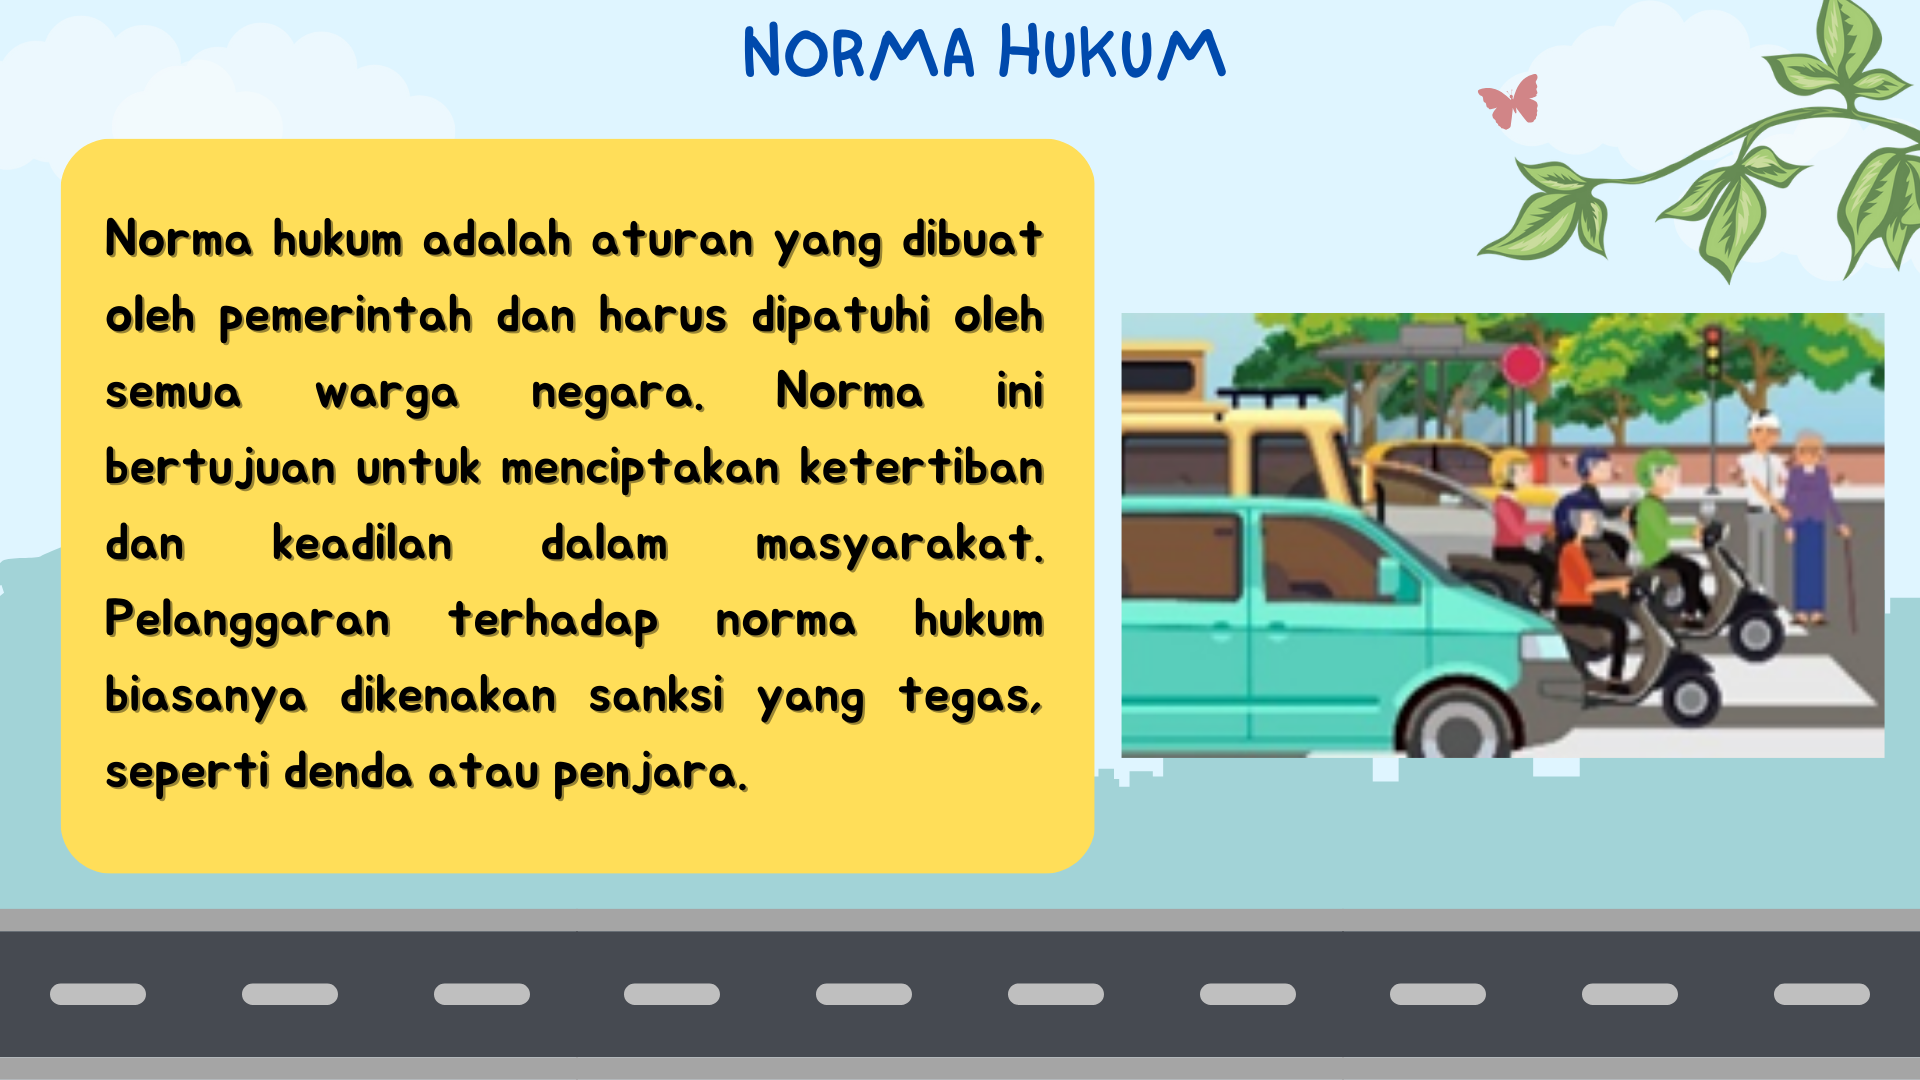 NORMA HUKUM
Norma hukum adalah aturan yang dibuat
oleh pemerintah dan harus dipatuhi oleh
semua warga negara. Norma ini
bertujuan untuk menciptakan ketertiban
dan keadilan dalam masyarakat.
Pelanggaran terhadap norma hukum
biasanya dikenakan sanksi yang tegas,
seperti denda atau penjara.